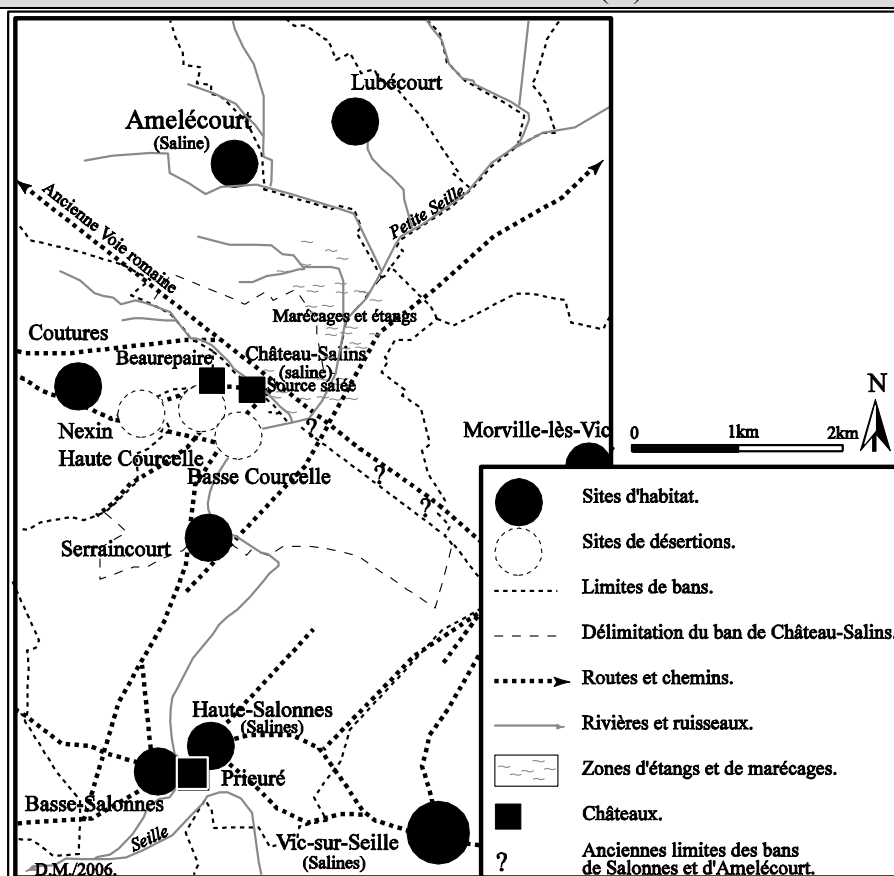 Lubécourt
Amelécourt
(Saline)
Petite Seille
Ancienne Voie romaine
Marécages et étangs
Coutures
Beaurepaire
Château-Salins
(saline)
Source salée
Nexin
Haute Courcelle
Basse Courcelle
?
?
?
Morville-lès-Vic
0 1km 2km
N
Serraincourt
Haute-Salonnes
(Salines)
Prieuré
Basse-Salonnes
Seille
Vic-sur-Seille
(Salines)
D.M./2006.
Sites d'habitat.
Sites de désertions.
Limites de bans.
Délimitation du ban de Château-Salins.
Routes et chemins.
Rivières et ruisseaux.
Zones d'étangs et de marécages.
Châteaux.
? Anciennes limites des bans
de Salonnes et d'Amelécourt.